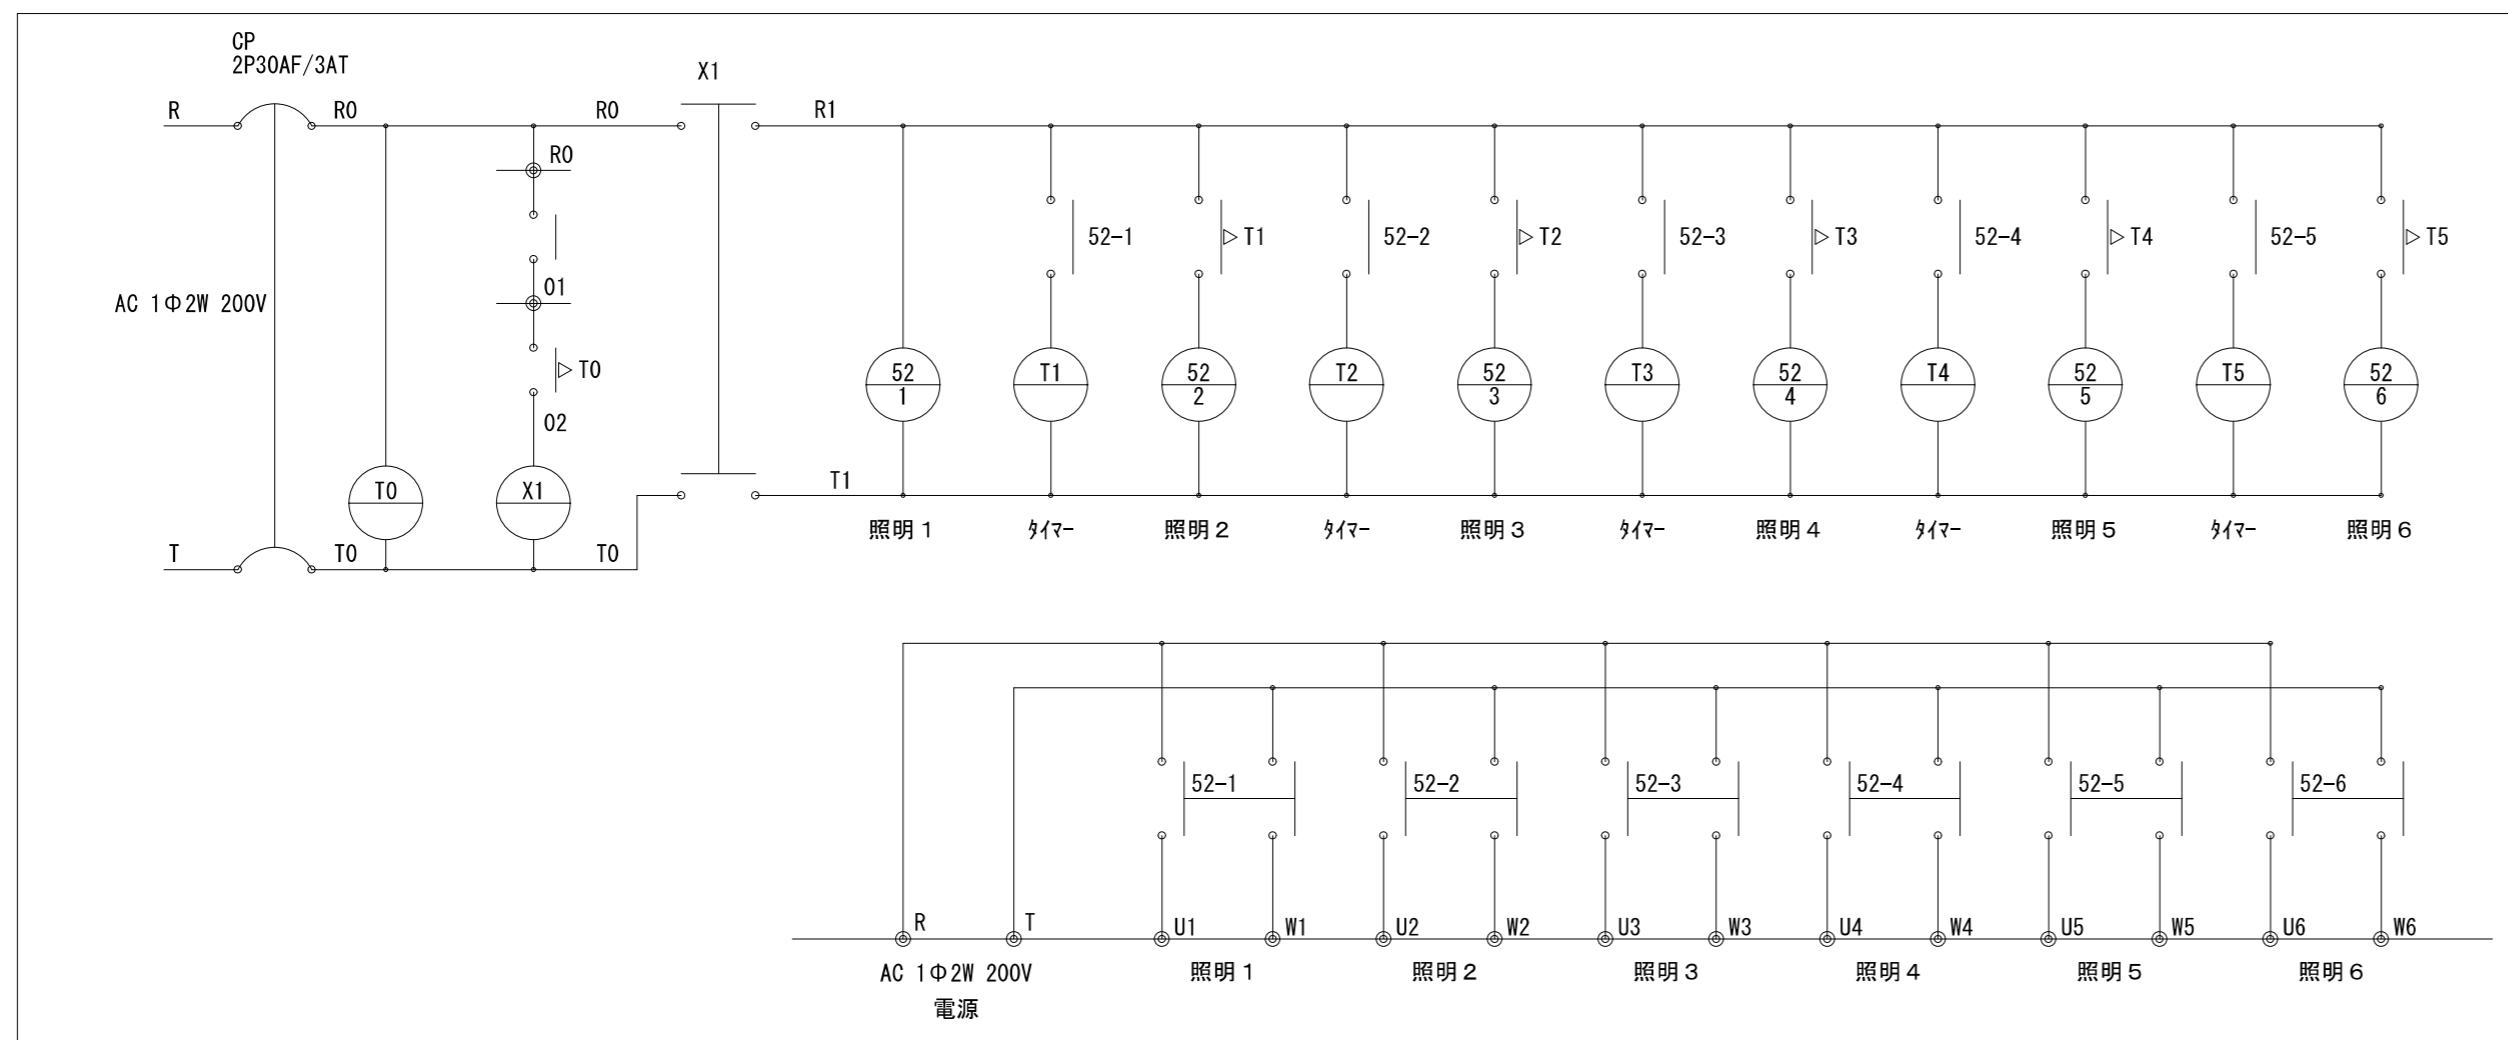 CP
2P30AF/3AT
X1
R
R0
R0
R1
R0
52-1
T1
52-2
T2
52-3
T3
52-4
T4
52-5
T5
01
AC 1Φ2W 200V
T0
52
1
T1
52
2
T2
52
3
T3
52
4
T4
52
5
T5
52
6
02
T0
X1
T1
照明1
ﾀｲﾏｰ
照明2
ﾀｲﾏｰ
照明3
ﾀｲﾏｰ
照明4
ﾀｲﾏｰ
照明5
ﾀｲﾏｰ
照明6
T
T0
T0
52-1
52-2
52-3
52-4
52-5
52-6
R
T
U1
W1
U2
W2
U3
W3
U4
W4
U5
W5
U6
W6
AC 1Φ2W 200V
電源
照明1
照明2
照明3
照明4
照明5
照明6